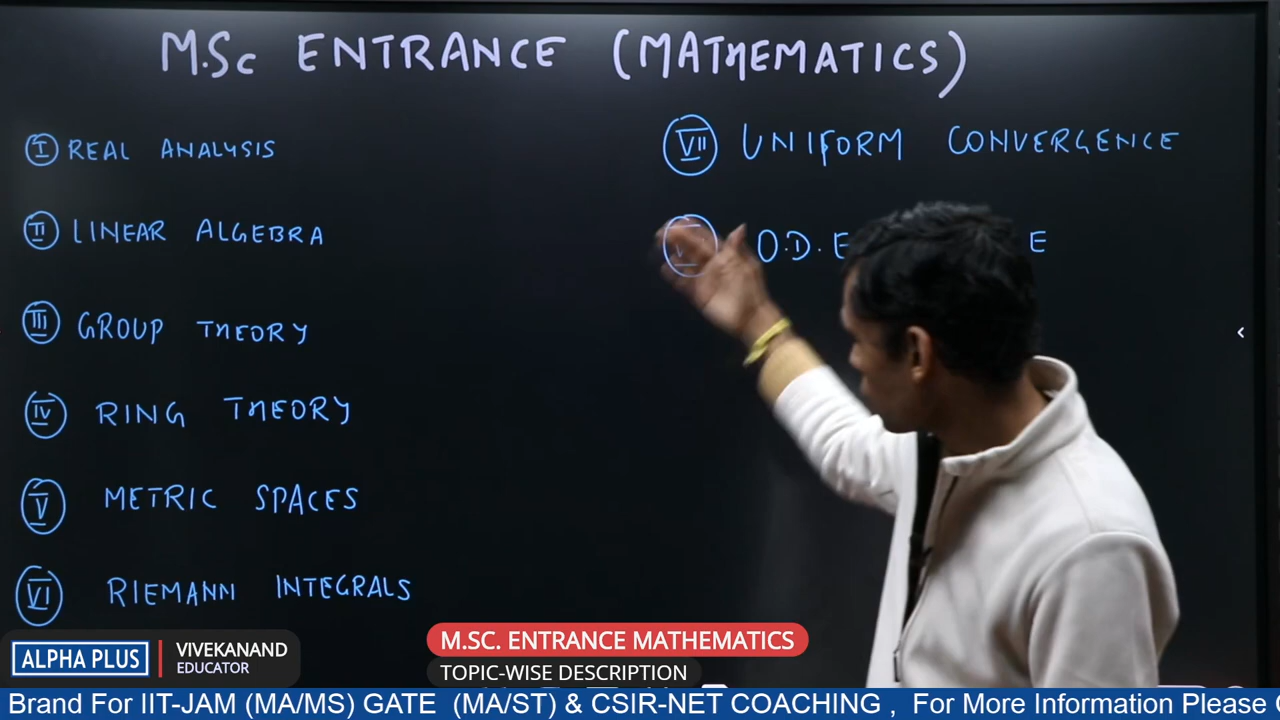 M.Sc ENTRANCE (MATHEMATICS)
I REAL ANALYSIS
II LINEAR ALGEBRA
III GROUP THEORY
IV RING THEORY
V METRIC SPACES
VI RIEMANN INTEGRALS
VII UNIFORM CONVERGENCE
O.D.E
E
ALPHA PLUS
VIVEKANAND
EDUCATOR
M.SC. ENTRANCE MATHEMATICS
TOPIC-WISE DESCRIPTION
Brand For IIT-JAM (MA/MS) GATE (MA/ST) & CSIR-NET COACHING , For More Information Please